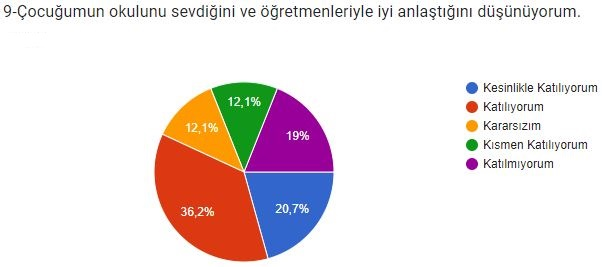 9-Çocuğumun okulunu sevdiğini ve öğretmenleriyle iyi anlaştığını düşünüyorum.
Kesinlikle Katılıyorum
Katılıyorum
Kararsızım
Kısmen Katılıyorum
Katılmıyorum
12,1%
12,1%
19%
36,2%
20,7%